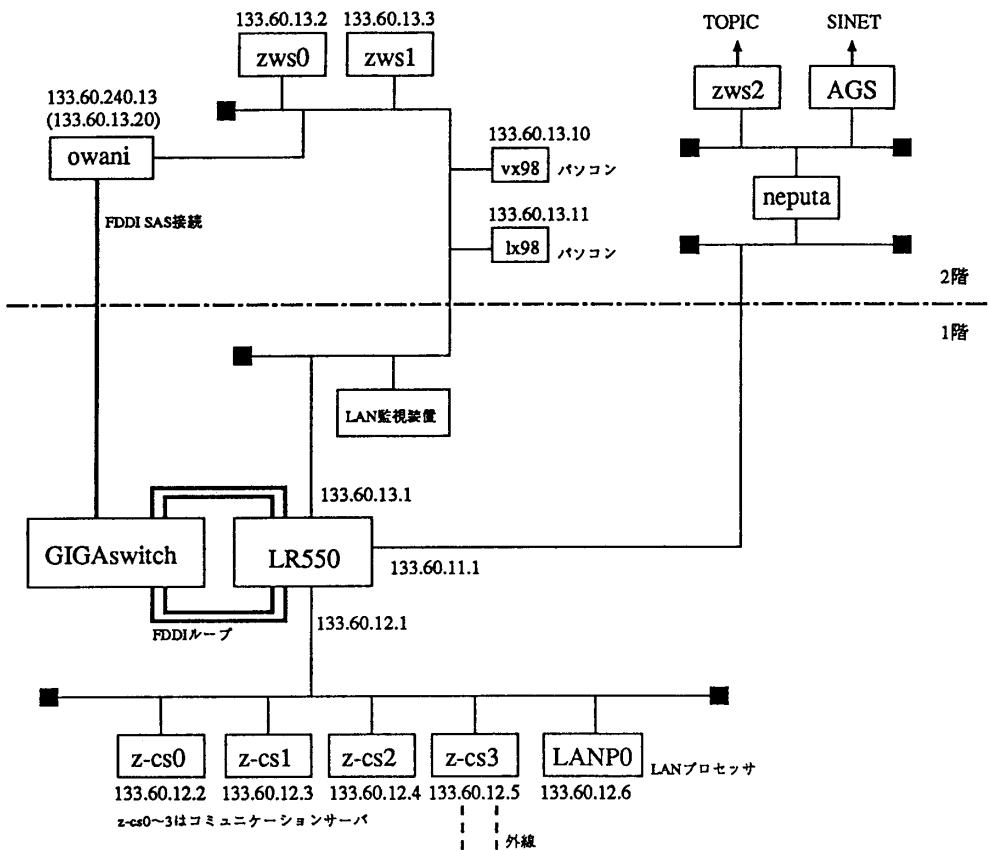 133.60.13.2 133.60.13.3
zws0 zws1
TOPIC SINET
zws2 AGS
133.60.240.13
(133.60.13.20)
owani
133.60.13.10
vx98 パソコン
neputa
FDDI SAS接続
133.60.13.11
lx98 パソコン
2階
1階
LAN監視装置
133.60.13.1
GIGAswitch LR550
133.60.11.1
133.60.12.1
FDDIループ
z-cs0 z-cs1 z-cs2 z-cs3 LANP0 LANプロセッサ
133.60.12.2 133.60.12.3 133.60.12.4 133.60.12.5 133.60.12.6
z-cs0～3はコミュニケーションサーバ
外線